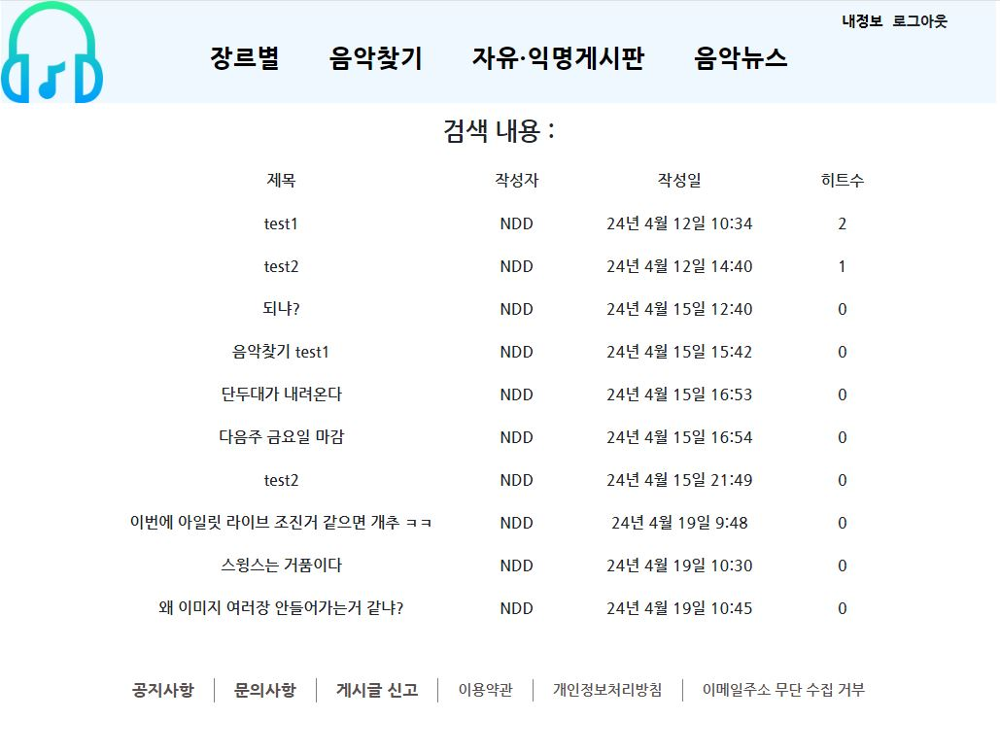 내정보 로그아웃
장르별 음악찾기 자유·익명게시판 음악뉴스
검색 내용 :
제목 작성자 작성일 히트수
test1 NDD 24년 4월 12일 10:34 2
test2 NDD 24년 4월 12일 14:40 1
되냐? NDD 24년 4월 15일 12:40 0
음악찾기 test1 NDD 24년 4월 15일 15:42 0
단두대가 내려온다 NDD 24년 4월 15일 16:53 0
다음주 금요일 마감 NDD 24년 4월 15일 16:54 0
test2 NDD 24년 4월 15일 21:49 0
이번에 아일릿 라이브 조진거 같으면 개추 ㅋㅋ NDD 24년 4월 19일 9:48 0
스윙스는 거품이다 NDD 24년 4월 19일 10:30 0
왜 이미지 여러장 안들어가는거 같냐? NDD 24년 4월 19일 10:45 0
공지사항 문의사항 게시글 신고 이용약관 개인정보처리방침 이메일주소 무단 수집 거부